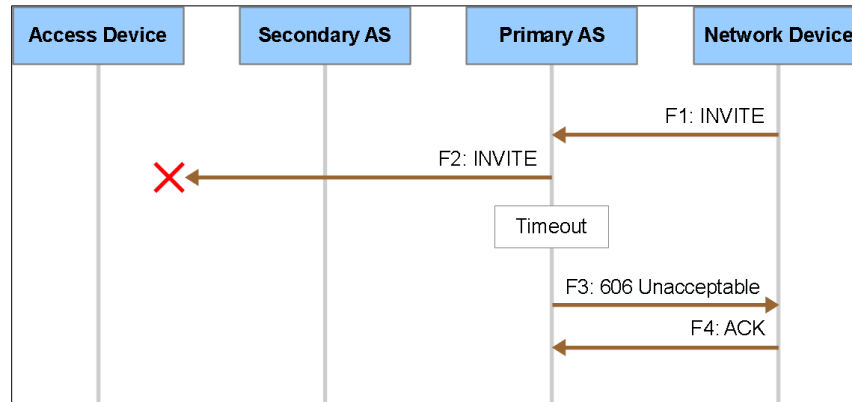 Access Device
Secondary AS
Primary AS
Network Device
F1: INVITE
F2: INVITE
Timeout
F3: 606 Unacceptable
F4: ACK